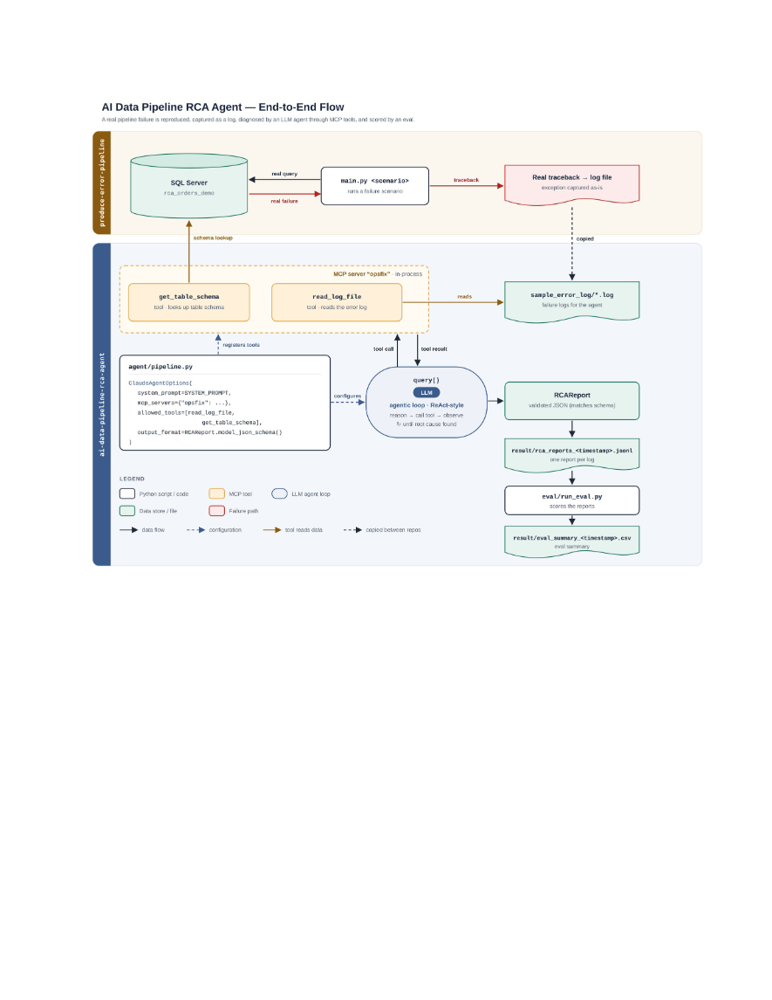 AI Data Pipeline RCA Agent — End-to-End Flow
A real pipeline failure is reproduced, captured as a log, diagnosed by an LLM agent through MCP tools, and scored by an eval.
produce-error-pipeline
SQL Server
rca_orders_demo
real query
real failure
main.py <scenario>
runs a failure scenario
traceback
Real traceback → log file
exception captured as-is
schema lookup
copied
ai-data-pipeline-rca-agent
MCP server “opsfix” · in-process
get_table_schema
tool · looks up table schema
read_log_file
tool · reads the error log
reads
sample_error_log/*.log
failure logs for the agent
registers tools
tool call
tool result
agent/pipeline.py
ClaudeAgentOptions(
system_prompt=SYSTEM_PROMPT,
mcp_servers={"opsfix": ...},
allowed_tools=[read_log_file,
get_table_schema],
output_format=RCAReport.model_json_schema()
)
configures
query()
LLM
agentic loop · ReAct-style
reason → call tool → observe
↻ until root cause found
RCAReport
validated JSON (matches schema)
result/rca_reports_<timestamp>.jsonl
one report per log
eval/run_eval.py
scores the reports
result/eval_summary_<timestamp>.csv
eval summary
LEGEND
Python script / code
MCP tool
LLM agent loop
Data store / file
Failure path
data flow
configuration
tool reads data
copied between repos